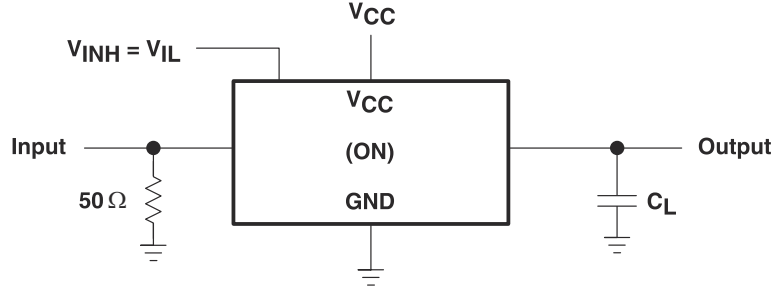 VCC
VINH = VIL
VCC
Input
(ON)
Output
50 Ω
GND
CL